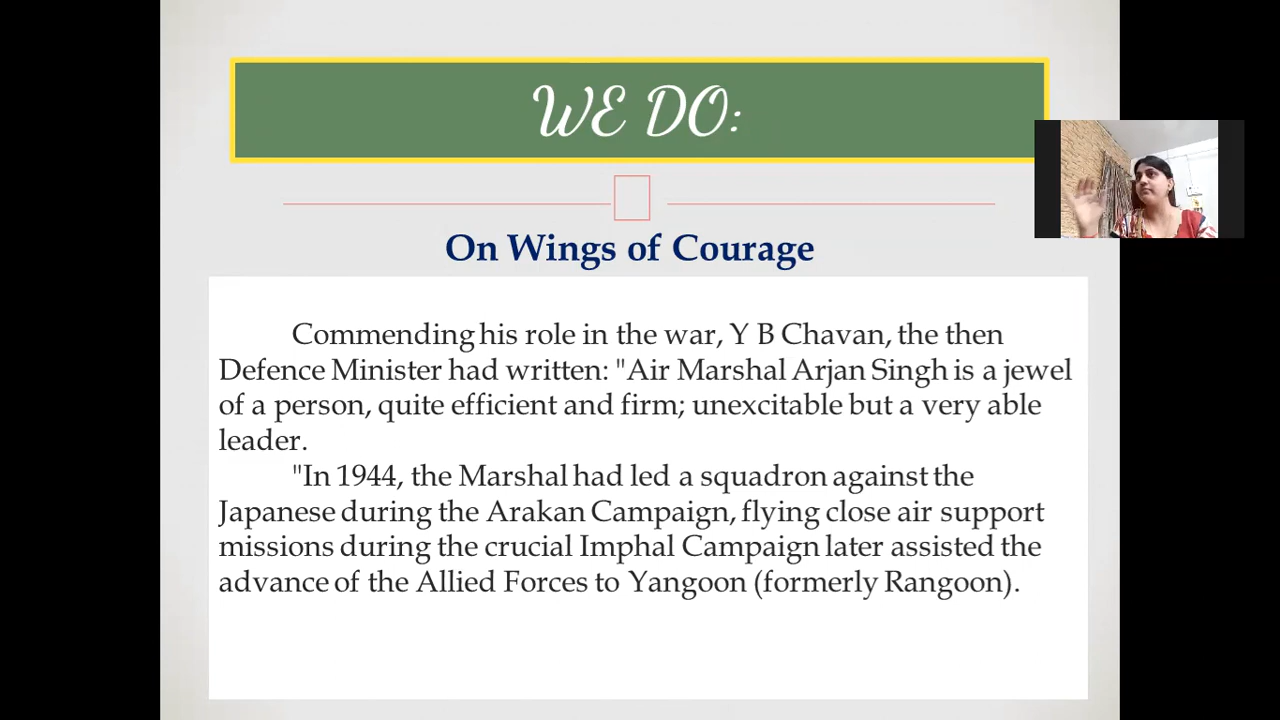 WE DO:
On Wings of Courage
Commending his role in the war, Y B Chavan, the then
Defence Minister had written: "Air Marshal Arjan Singh is a jewel
of a person, quite efficient and firm; unexcitable but a very able
leader.
"In 1944, the Marshal had led a squadron against the
Japanese during the Arakan Campaign, flying close air support
missions during the crucial Imphal Campaign later assisted the
advance of the Allied Forces to Yangoon (formerly Rangoon).